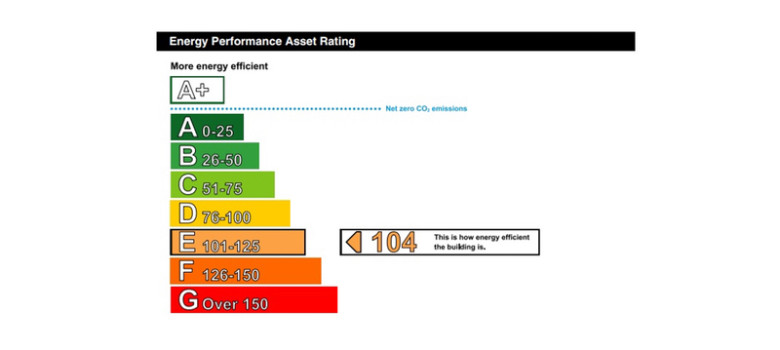 Energy Performance Asset Rating
More energy efficient
A+
Net zero CO₂ emissions
A 0-25
B 26-50
C 51-75
D 76-100
E 101-125
104
This is how energy efficient
the building is.
F 126-150
G Over 150